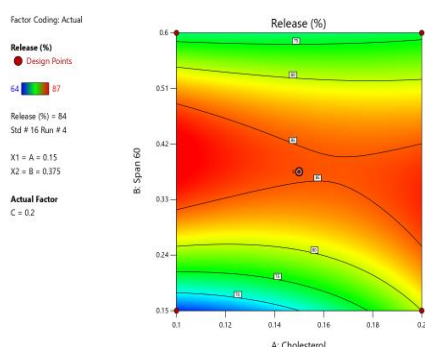 Factor Coding: Actual
Release (%)
Design Points
64 87
Release (%) = 84
Std # 16 Run # 4
X1 = A = 0.15
X2 = B = 0.375
Actual Factor
C = 0.2
Release (%)
B: Span 60
0.6
0.51
0.42
0.33
0.24
0.15
0.1 0.12 0.14 0.16 0.18 0.2
A: Cholesterol